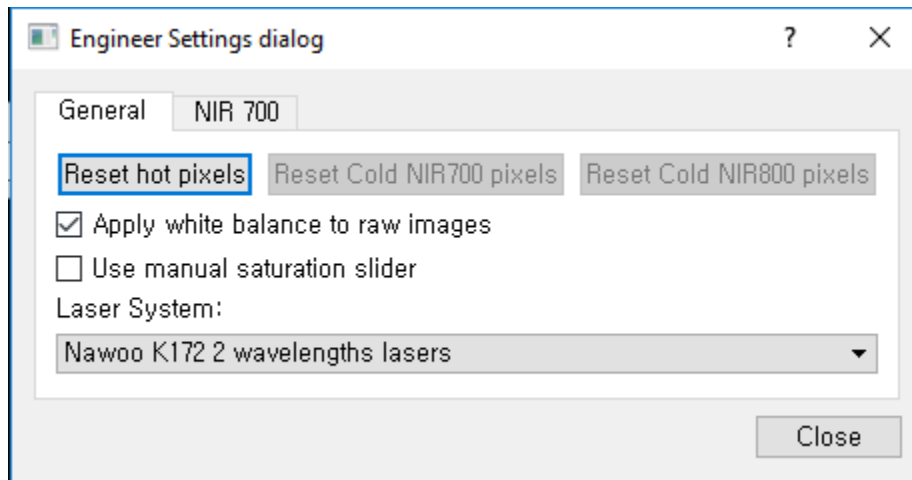 Engineer Settings dialog ? ×
General NIR 700
Reset hot pixels Reset Cold NIR700 pixels Reset Cold NIR800 pixels
Apply white balance to raw images
Use manual saturation slider
Laser System:
Nawoo K172 2 wavelengths lasers
Close